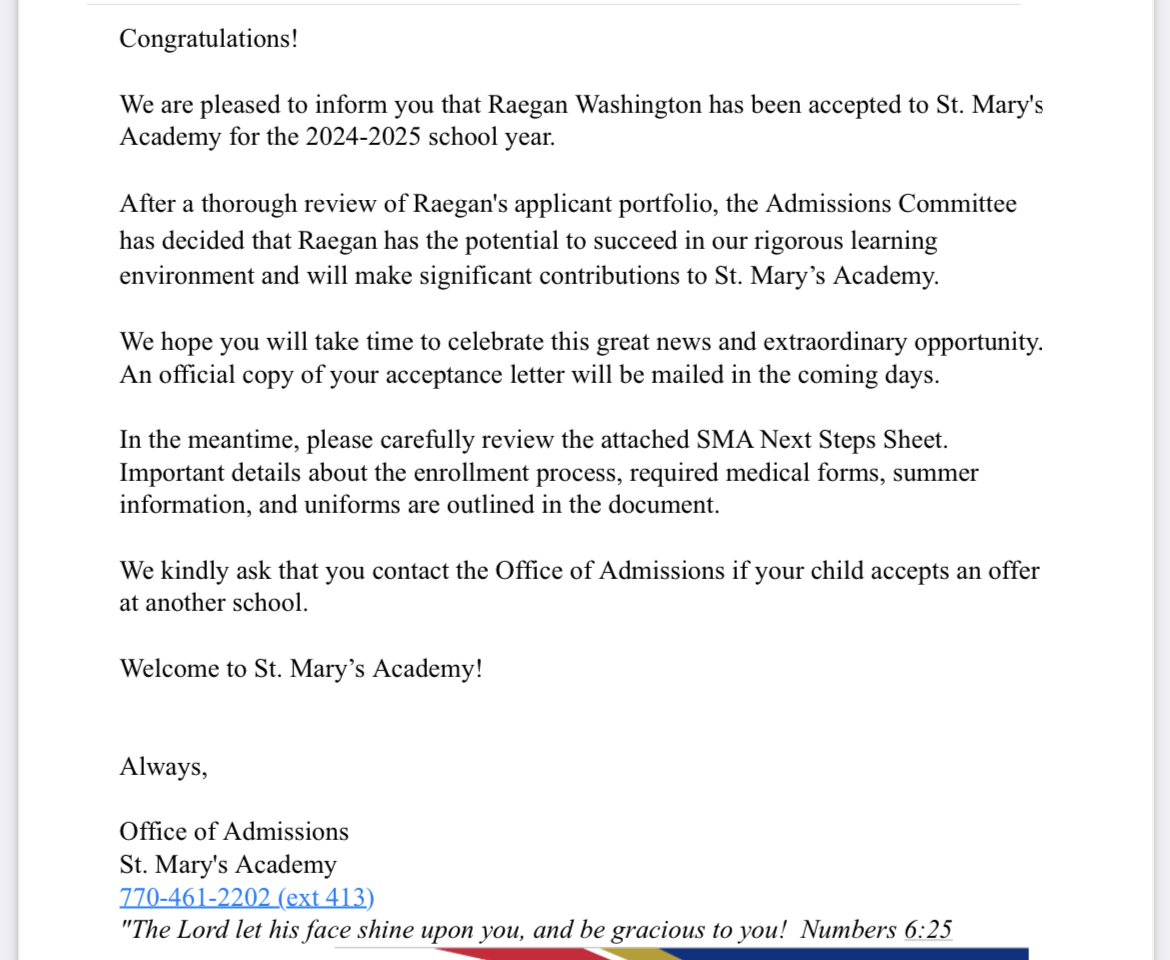 Congratulations!
We are pleased to inform you that Raegan Washington has been accepted to St. Mary's
Academy for the 2024-2025 school year.
After a thorough review of Raegan's applicant portfolio, the Admissions Committee
has decided that Raegan has the potential to succeed in our rigorous learning
environment and will make significant contributions to St. Mary’s Academy.
We hope you will take time to celebrate this great news and extraordinary opportunity.
An official copy of your acceptance letter will be mailed in the coming days.
In the meantime, please carefully review the attached SMA Next Steps Sheet.
Important details about the enrollment process, required medical forms, summer
information, and uniforms are outlined in the document.
We kindly ask that you contact the Office of Admissions if your child accepts an offer
at another school.
Welcome to St. Mary’s Academy!
Always,
Office of Admissions
St. Mary's Academy
770-461-2202 (ext 413)
"The Lord let his face shine upon you, and be gracious to you!  Numbers 6:25